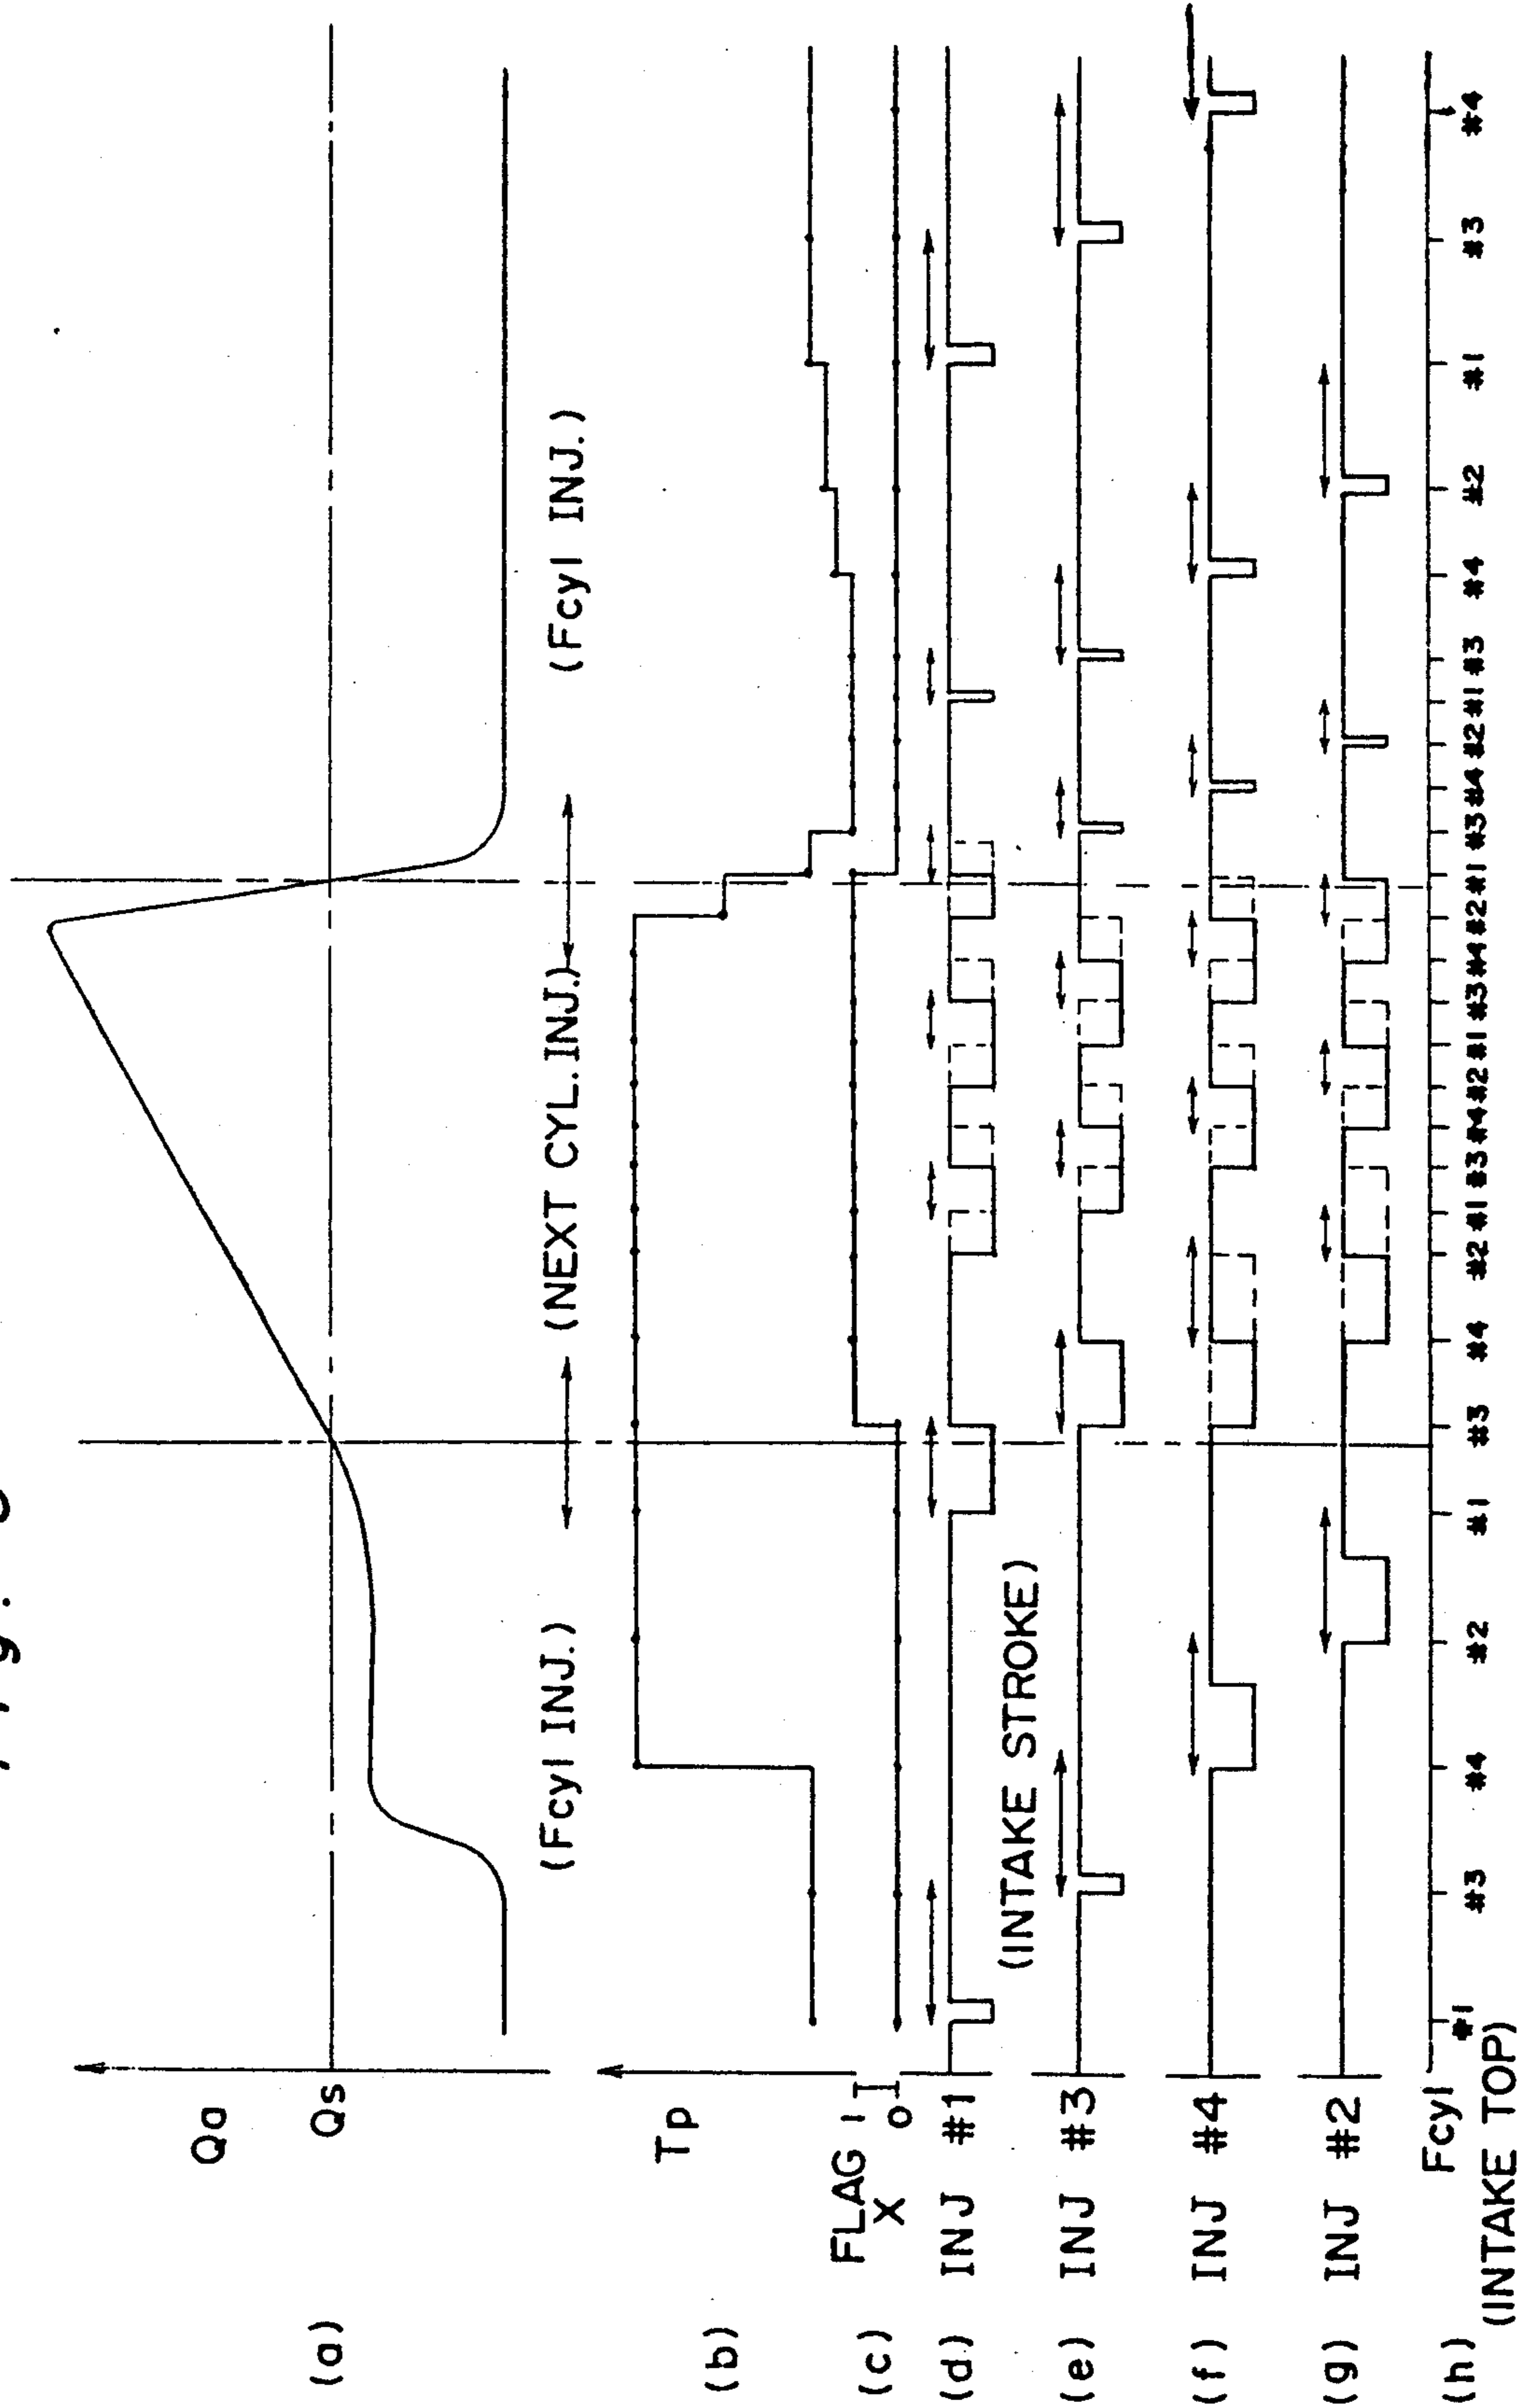 Fig.
(a)
Qa
Qs
(Fcyl INJ.)
(NEXT CYL. INJ.)
(Fcyl INJ.)
(b)
Tp
(c)
FLAG X
1
0
(d) INJ #1
(INTAKE STROKE)
(e) INJ #3
(f) INJ #4
(g) INJ #2
(h)
Fcyl
(INTAKE TOP)
#1 #3 #4 #2 #1 #3 #4 #2 #1 #3 #4 #2 #1 #3 #4 #2 #1 #3 #4 #2 #1 #3 #4 #2 #1 #3 #4